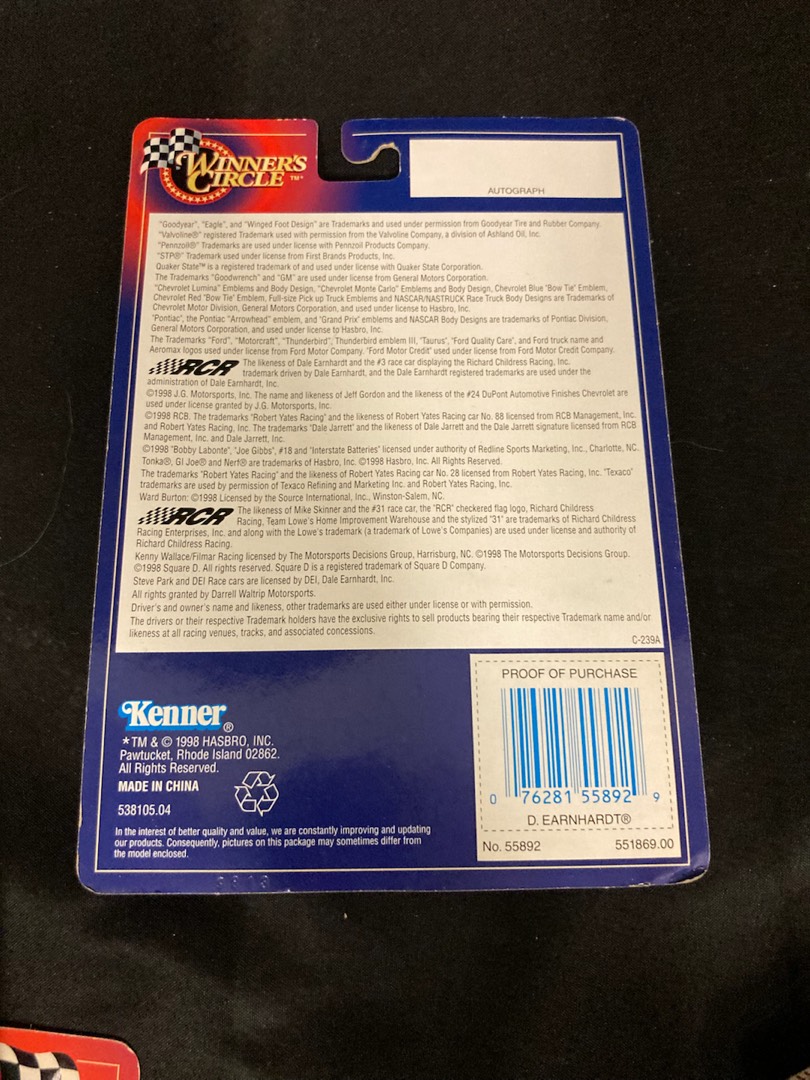 WINNER'S
CIRCLE ™*
AUTOGRAPH
"Goodyear", "Eagle", and "Winged Foot Design" are Trademarks and used under permission from Goodyear Tire and Rubber Company.
"Valvoline®" registered Trademark used with permission from the Valvoline Company, a division of Ashland Oil, Inc.
"Pennzoil®" Trademarks are used under license with Pennzoil Products Company.
"STP®" Trademark used under license from First Brands Products, Inc.
Quaker State™ is a registered trademark of and used under license with Quaker State Corporation.
The Trademarks "Goodwrench" and "GM" are used under license from General Motors Corporation.
"Chevrolet Lumina" Emblems and Body Design, "Chevrolet Monte Carlo" Emblems and Body Design, Chevrolet Blue "Bow Tie" Emblem,
Chevrolet Red "Bow Tie" Emblem, Full-size Pick up Truck Emblems and NASCAR/NASTRUCK Race Truck Body Designs are Trademarks of
Chevrolet Motor Division, General Motors Corporation, and used under license to Hasbro, Inc.
"Pontiac", the Pontiac "Arrowhead" emblem, and "Grand Prix" emblems and NASCAR Body Designs are trademarks of Pontiac Division,
General Motors Corporation, and used under license to Hasbro, Inc.
The Trademarks "Ford", "Motorcraft", "Thunderbird", Thunderbird emblem III, "Taurus", "Ford Quality Care", and Ford truck name and
Aeromax logos used under license from Ford Motor Company. "Ford Motor Credit" used under license from Ford Motor Credit Company.
RCR The likeness of Dale Earnhardt and the #3 race car displaying the Richard Childress Racing, Inc.
trademark driven by Dale Earnhardt, and the Dale Earnhardt registered trademarks are used under the
administration of Dale Earnhardt, Inc.
©1998 J.G. Motorsports, Inc. The name and likeness of Jeff Gordon and the likeness of the #24 DuPont Automotive Finishes Chevrolet are
used under license granted by J.G. Motorsports, Inc.
©1998 RCB. The trademarks "Robert Yates Racing" and the likeness of Robert Yates Racing car No. 88 licensed from RCB Management, Inc.
and Robert Yates Racing, Inc. The trademarks "Dale Jarrett" and the likeness of Dale Jarrett and the Dale Jarrett signature licensed from RCB
Management, Inc. and Dale Jarrett, Inc.
©1998 "Bobby Labonte", "Joe Gibbs", #18 and "Interstate Batteries" licensed under authority of Redline Sports Marketing, Inc., Charlotte, NC.
Tonka®, GI Joe® and Nerf® are trademarks of Hasbro, Inc. ©1998 Hasbro, Inc. All Rights Reserved.
The trademarks "Robert Yates Racing" and the likeness of Robert Yates Racing car No. 28 licensed from Robert Yates Racing, Inc. "Texaco"
trademarks are used by permission of Texaco Refining and Marketing Inc. and Robert Yates Racing, Inc.
Ward Burton: ©1998 Licensed by the Source International, Inc., Winston-Salem, NC.
RCR The likeness of Mike Skinner and the #31 race car, the "RCR" checkered flag logo, Richard Childress
Racing, Team Lowe's Home Improvement Warehouse and the stylized "31" are trademarks of Richard Childress
Racing Enterprises, Inc. and along with the Lowe's trademark (a trademark of Lowe's Companies) are used under license and authority of
Richard Childress Racing.
Kenny Wallace/Filmar Racing licensed by The Motorsports Decisions Group, Harrisburg, NC. ©1998 The Motorsports Decisions Group.
©1998 Square D. All rights reserved. Square D is a registered trademark of Square D Company.
Steve Park and DEI Race cars are licensed by DEI, Dale Earnhardt, Inc.
All rights granted by Darrell Waltrip Motorsports.
Driver's and owner's name and likeness, other trademarks are used either under license or with permission.
The drivers or their respective Trademark holders have the exclusive rights to sell products bearing their respective Trademark name and/or
likeness at all racing venues, tracks, and associated concessions.
C-239A
Kenner®
*TM & © 1998 HASBRO, INC.
Pawtucket, Rhode Island 02862.
All Rights Reserved.
MADE IN CHINA
538105.04
In the interest of better quality and value, we are constantly improving and updating
our products. Consequently, pictures on this package may sometimes differ from
the model enclosed.
PROOF OF PURCHASE
0 76281 55892 9
D. EARNHARDT®
No. 55892 551869.00